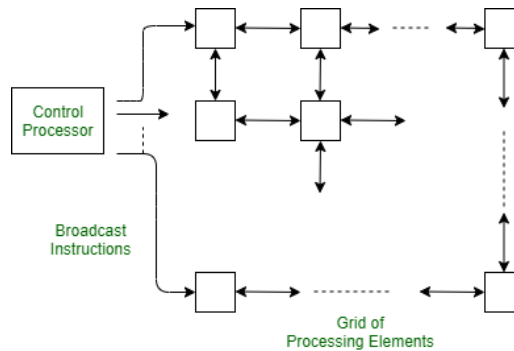 Control
Processor
Broadcast
Instructions
Grid of
Processing Elements